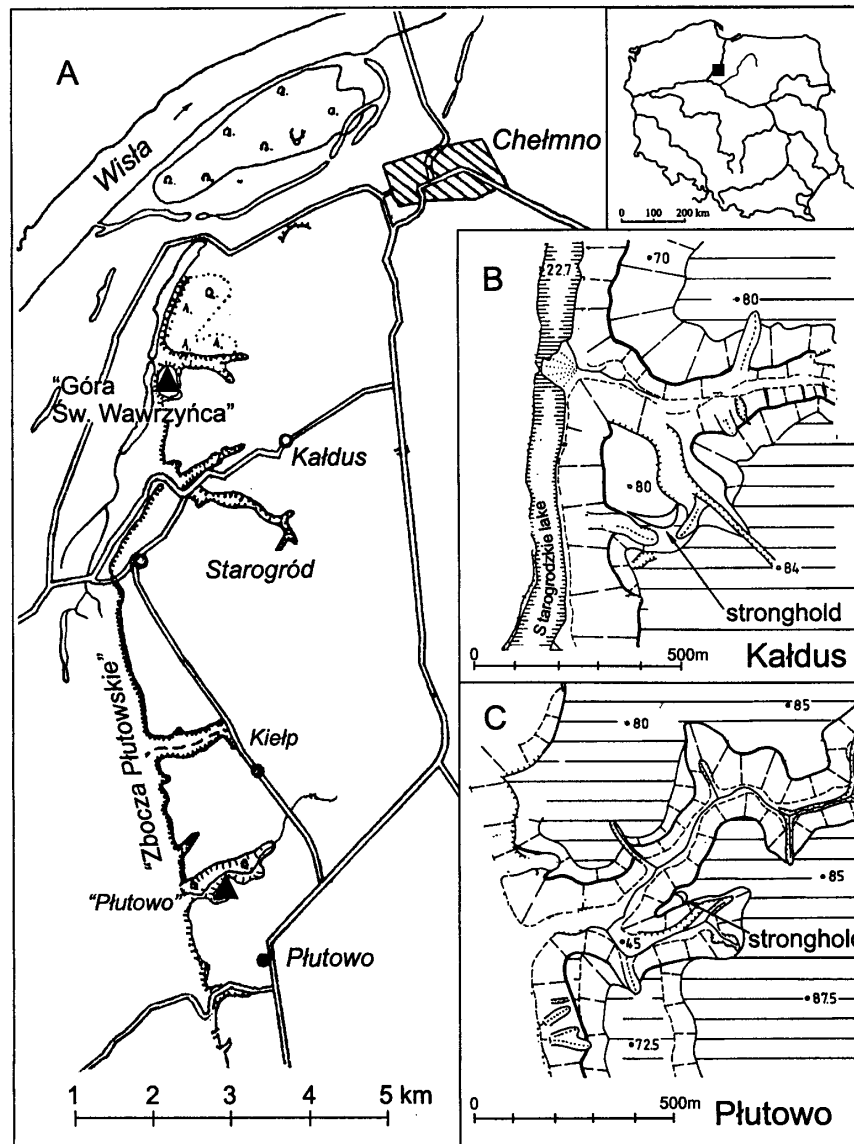 A
Wisła
Chełmno
"Góra
Św. Wawrzyńca"
Kałdus
Starogród
"Zbocza Płutowskie"
Kiełp
"Płutowo"
Płutowo
1 2 3 4 5 km
0 100 200 km
B
22.7
70
80
80
84
Starogrodzkie lake
stronghold
0 500m
Kałdus
C
85
80
85
45
stronghold
87.5
72.5
0 500m
Płutowo